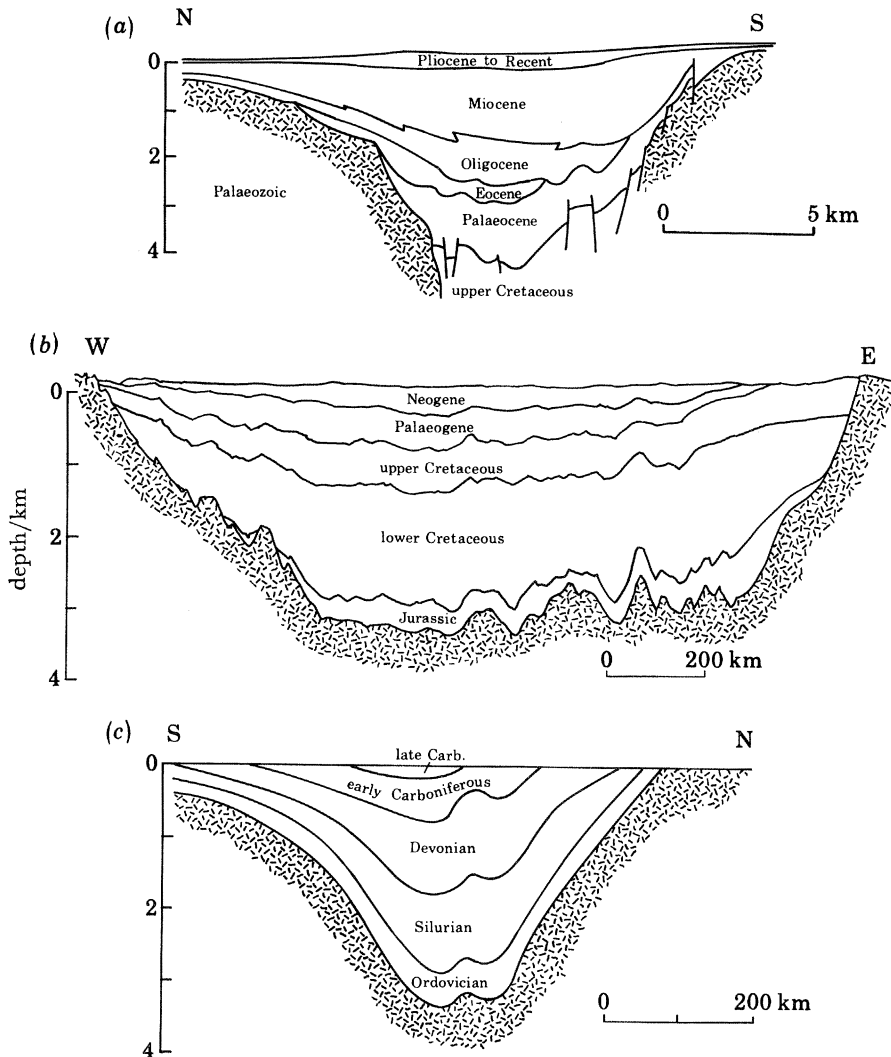 (a)
N
S
0
2
4
Pliocene to Recent
Miocene
Oligocene
Eocene
Palaeocene
Palaeozoic
upper Cretaceous
0
5 km
(b)
W
E
0
2
4
depth/km
Neogene
Palaeogene
upper Cretaceous
lower Cretaceous
Jurassic
0
200 km
(c)
S
N
0
2
4
late Carb.
early Carboniferous
Devonian
Silurian
Ordovician
0
200 km